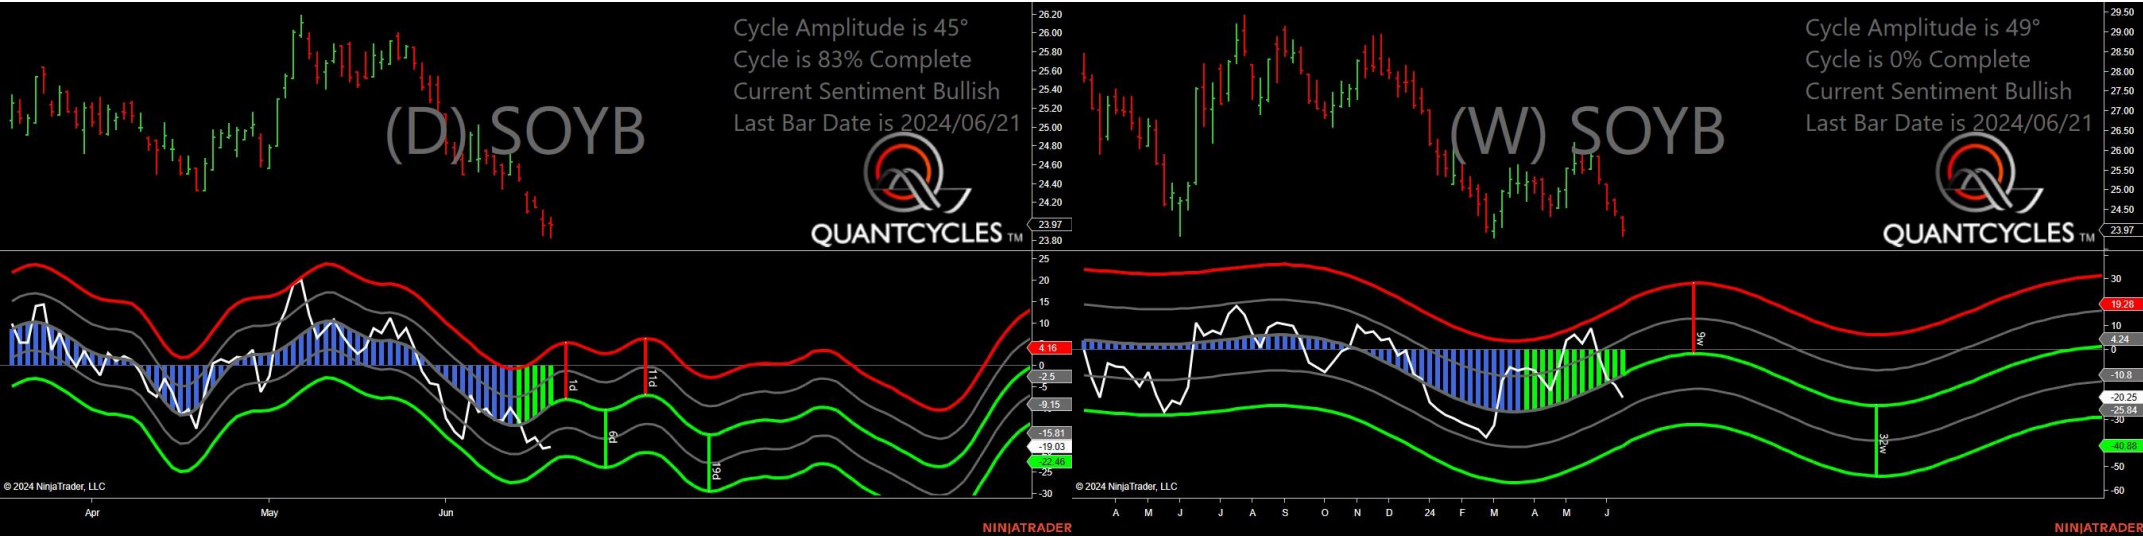 Cycle Amplitude is 45°
Cycle is 83% Complete
Current Sentiment Bullish
Last Bar Date is 2024/06/21
(D) SOYB
QUANTCYCLES TM
26.20
26.00
25.80
25.60
25.40
25.20
25.00
24.80
24.60
24.40
24.20
23.97
23.80
25
20
15
10
5
4.16
0
-2.5
-5
-9.15
-15.81
-19.03
-22.46
-25
-30
1d
6d
11d
19d
© 2024 NinjaTrader, LLC
Apr
May
Jun
NINJATRADER
Cycle Amplitude is 49°
Cycle is 0% Complete
Current Sentiment Bullish
Last Bar Date is 2024/06/21
(W) SOYB
QUANTCYCLES TM
29.50
29.00
28.50
28.00
27.50
27.00
26.50
26.00
25.50
25.00
24.50
23.97
30
19.28
10
4.24
0
-10.8
-20.25
-25.84
-30
-40.88
-50
-60
9w
32w
© 2024 NinjaTrader, LLC
A M J J A S O N D 24 F M A M J
NINJATRADER